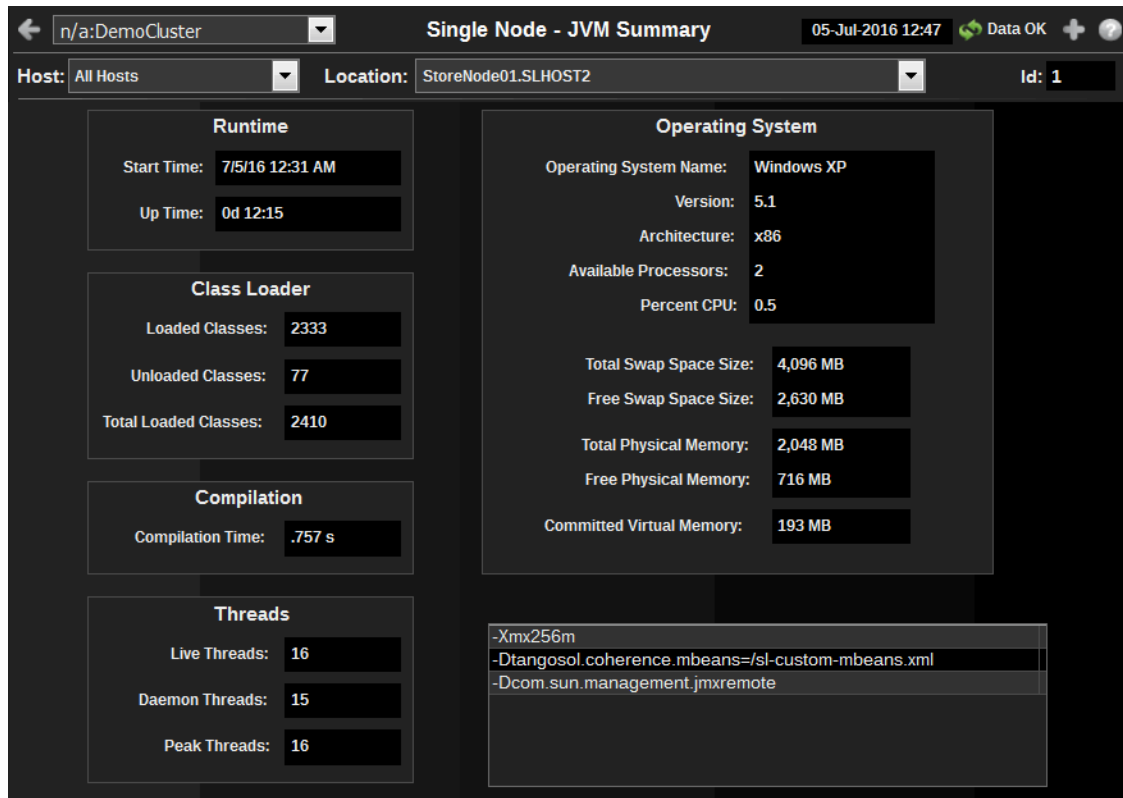 n/a:DemoCluster Single Node - JVM Summary 05-Jul-2016 12:47 Data OK
Host: All Hosts Location: StoreNode01.SLHOST2 Id: 1
Runtime
Start Time: 7/5/16 12:31 AM
Up Time: 0d 12:15
Class Loader
Loaded Classes: 2333
Unloaded Classes: 77
Total Loaded Classes: 2410
Compilation
Compilation Time: .757 s
Threads
Live Threads: 16
Daemon Threads: 15
Peak Threads: 16
Operating System
Operating System Name: Windows XP
Version: 5.1
Architecture: x86
Available Processors: 2
Percent CPU: 0.5
Total Swap Space Size: 4,096 MB
Free Swap Space Size: 2,630 MB
Total Physical Memory: 2,048 MB
Free Physical Memory: 716 MB
Committed Virtual Memory: 193 MB
-Xmx256m
-Dtangosol.coherence.mbeans=/sl-custom-mbeans.xml
-Dcom.sun.management.jmxremote